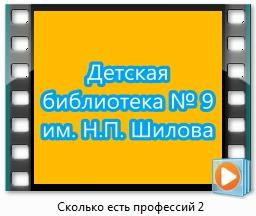 Детская
библиотека № 9
им. Н.П. Шилова
Сколько есть профессий 2